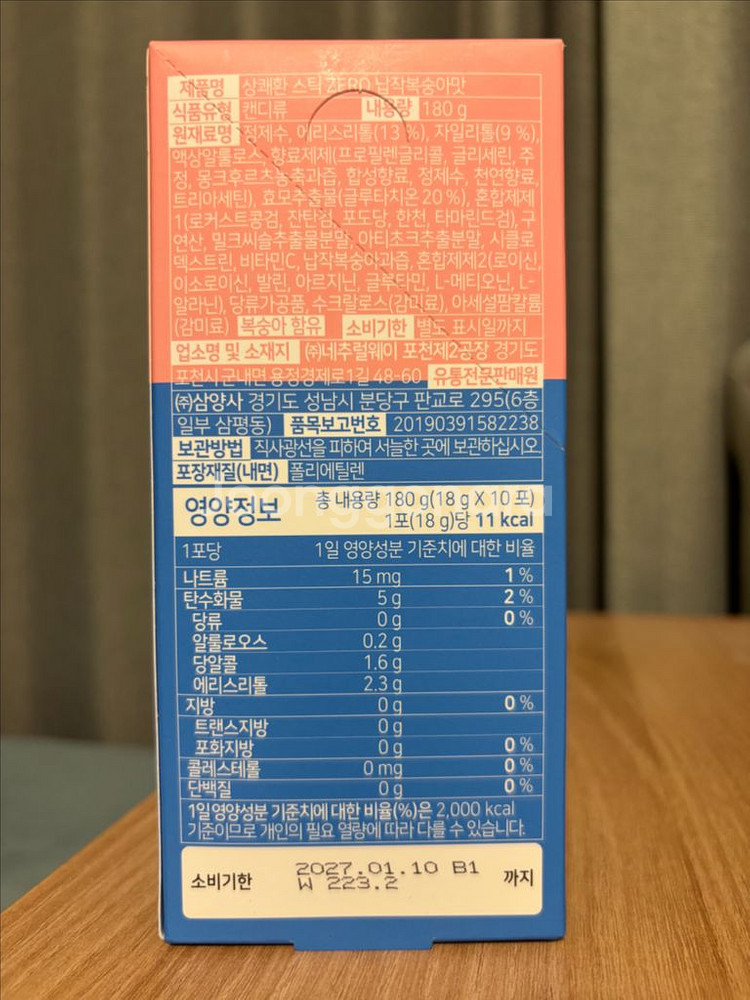 제품명 상쾌환 스틱 ZERO 납작복숭아맛
식품유형 캔디류 내용량 180 g
원재료명 정제수, 에리스리톨(13 %), 자일리톨(9 %),
액상알룰로스, 향료제제(프로필렌글리콜, 글리세린, 주
정, 몽크후르츠농축과즙, 합성향료, 정제수, 천연향료,
트리아세틴), 효모추출물(글루타치온 20 %), 혼합제제
1(로커스트콩검, 잔탄검, 포도당, 한천, 타마린드검), 구
연산, 밀크씨슬추출물분말, 아티초크추출분말, 시클로
덱스트린, 비타민C, 납작복숭아과즙, 혼합제제2(로이신,
이소로이신, 발린, 아르지닌, 글루타민, L-메티오닌, L-
알라닌), 당류가공품, 수크랄로스(감미료), 아세설팜칼륨
(감미료) 복숭아 함유 소비기한 별도 표시일까지
업소명 및 소재지 ㈜네추럴웨이 포천제2공장 경기도
포천시 군내면 용정경제로1길 48-60 유통전문판매원
㈜삼양사 경기도 성남시 분당구 판교로 295(6층
일부 삼평동) 품목보고번호 20190391582238
보관방법 직사광선을 피하여 서늘한 곳에 보관하십시오
포장재질(내면) 폴리에틸렌
영양정보 총 내용량 180 g(18 g X 10 포)
1포(18 g)당 11 kcal
1포당 1일 영양성분 기준치에 대한 비율
나트륨 15 mg 1 %
탄수화물 5 g 2 %
당류 0 g 0 %
알룰로오스 0.2 g
당알콜 1.6 g
에리스리톨 2.3 g
지방 0 g 0 %
트랜스지방 0 g
포화지방 0 g 0 %
콜레스테롤 0 mg 0 %
단백질 0 g 0 %
1일 영양성분 기준치에 대한 비율(%)은 2,000 kcal
기준이므로 개인의 필요 열량에 따라 다를 수 있습니다.
소비기한 2027.01.10 B1 까지
W 223.2